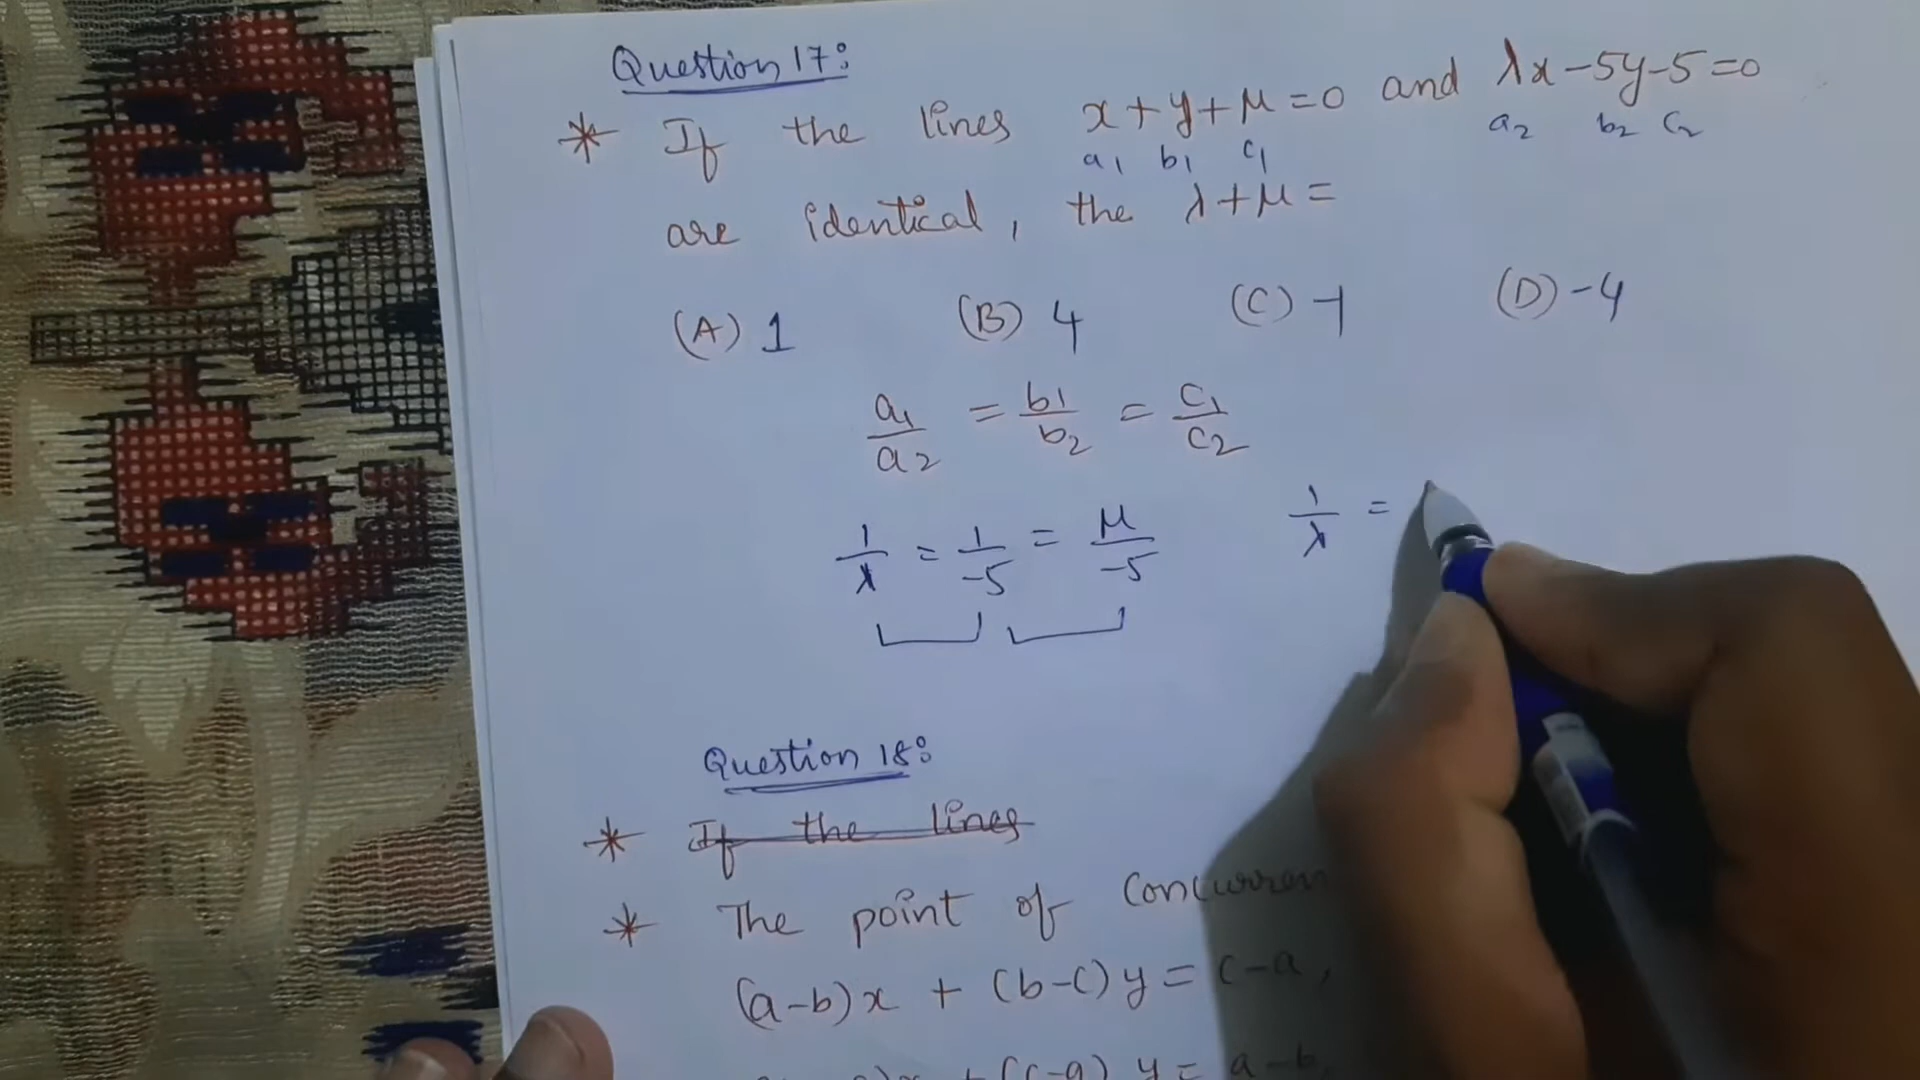 Question 17:
* If the lines x + y + μ = 0 and λx - 5y - 5 = 0
a1 b1 c1 a2 b2 c2
are identical, the λ + μ =
(A) 1 (B) 4 (C) -1 (D) -4
a1/a2 = b1/b2 = c1/c2
1/λ = 1/-5 = μ/-5 1/λ =
Question 18:
* If the lines
* The point of
(a-b)x + (b-c)y = c-a,
+ (c-a) y = a-b,